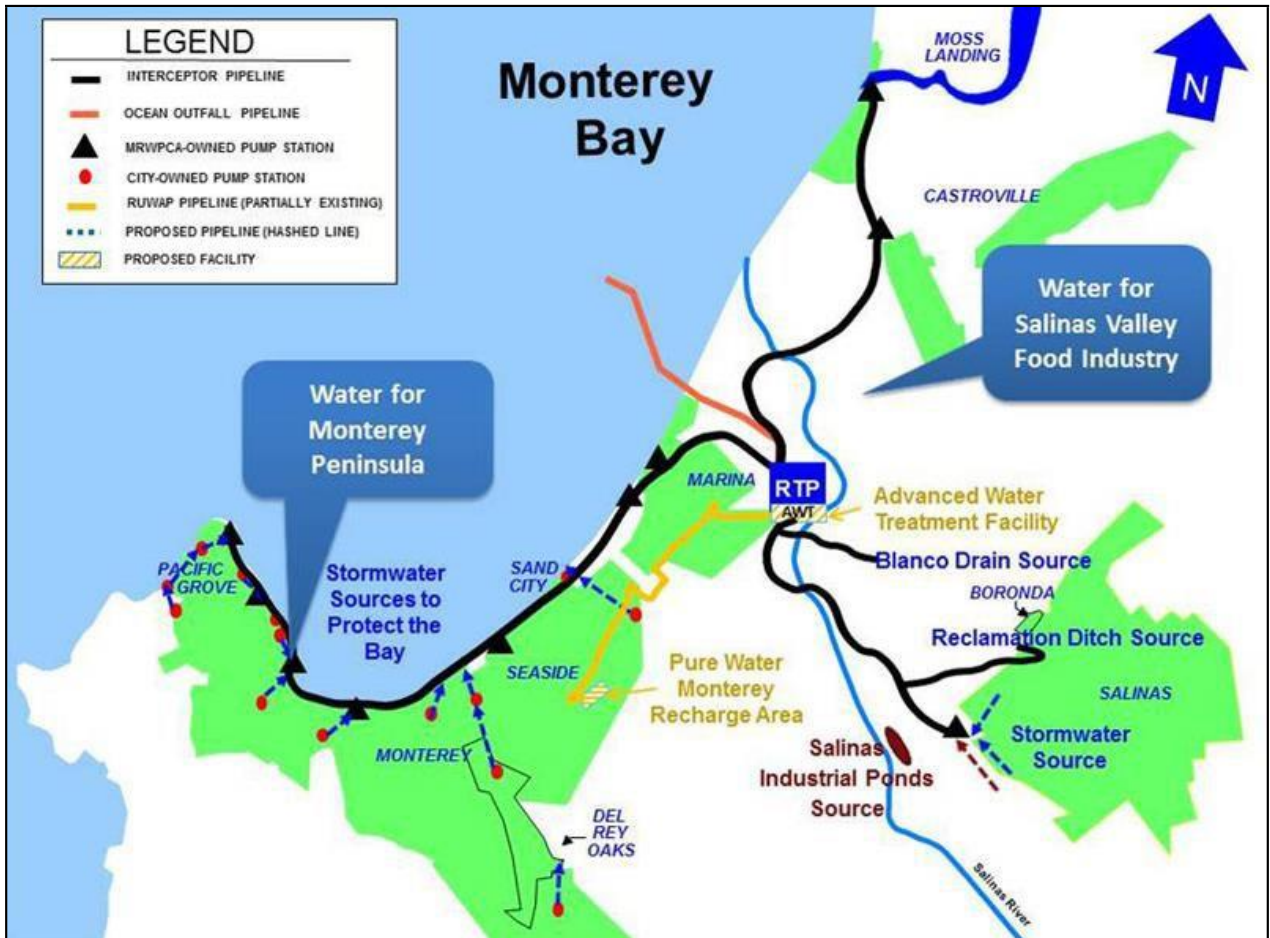 LEGEND
INTERCEPTOR PIPELINE
OCEAN OUTFALL PIPELINE
MRWPCA-OWNED PUMP STATION
CITY-OWNED PUMP STATION
RUWAP PIPELINE (PARTIALLY EXISTING)
PROPOSED PIPELINE (HASHED LINE)
PROPOSED FACILITY
Monterey
Bay
MOSS
LANDING
N
CASTROVILLE
Water for
Salinas Valley
Food Industry
Water for
Monterey
Peninsula
MARINA
RTP
AWT
Advanced Water
Treatment Facility
Blanco Drain Source
BORONDA
Reclamation Ditch Source
SALINAS
Stormwater
Source
PACIFIC
GROVE
Stormwater
Sources to
Protect the
Bay
SAND
CITY
SEASIDE
Pure Water
Monterey
Recharge Area
MONTEREY
Salinas
Industrial Ponds
Source
DEL
REY
OAKS
Salinas River